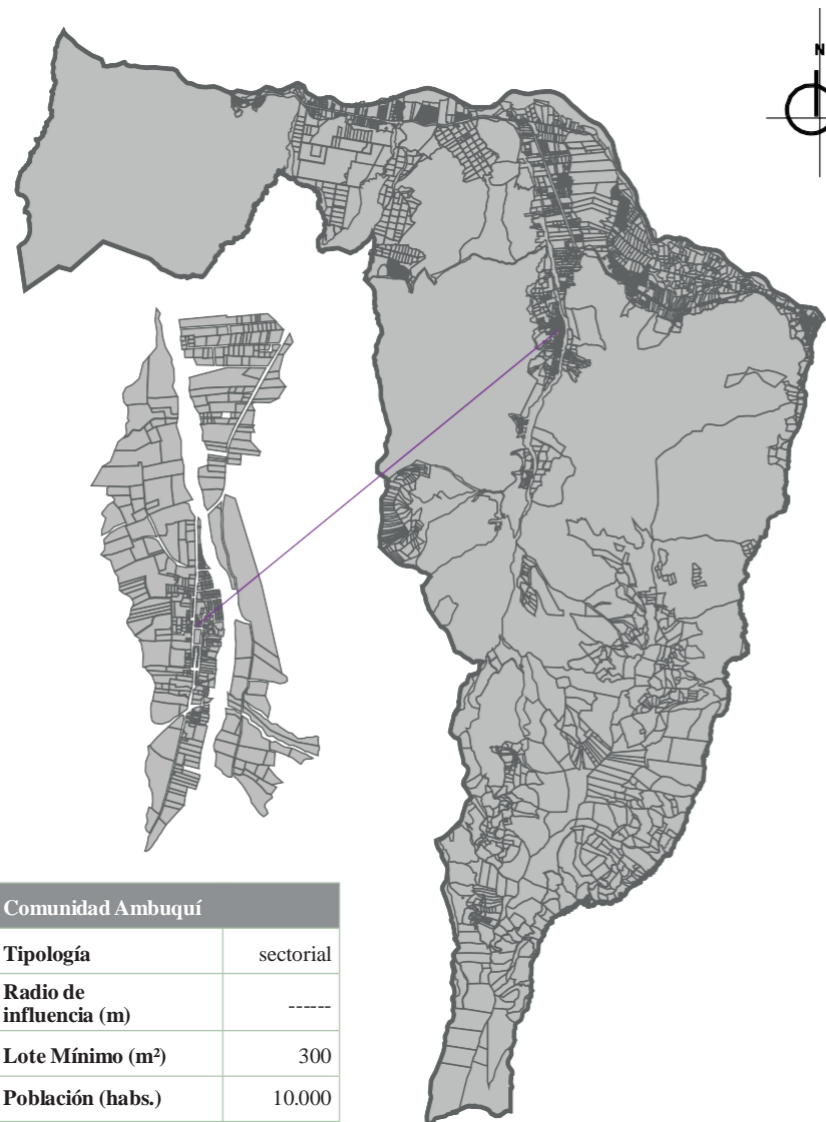 N
Comunidad Ambuquí
Tipología sectorial
Radio de
influencia (m) ------
Lote Mínimo (m²) 300
Población (habs.) 10.000